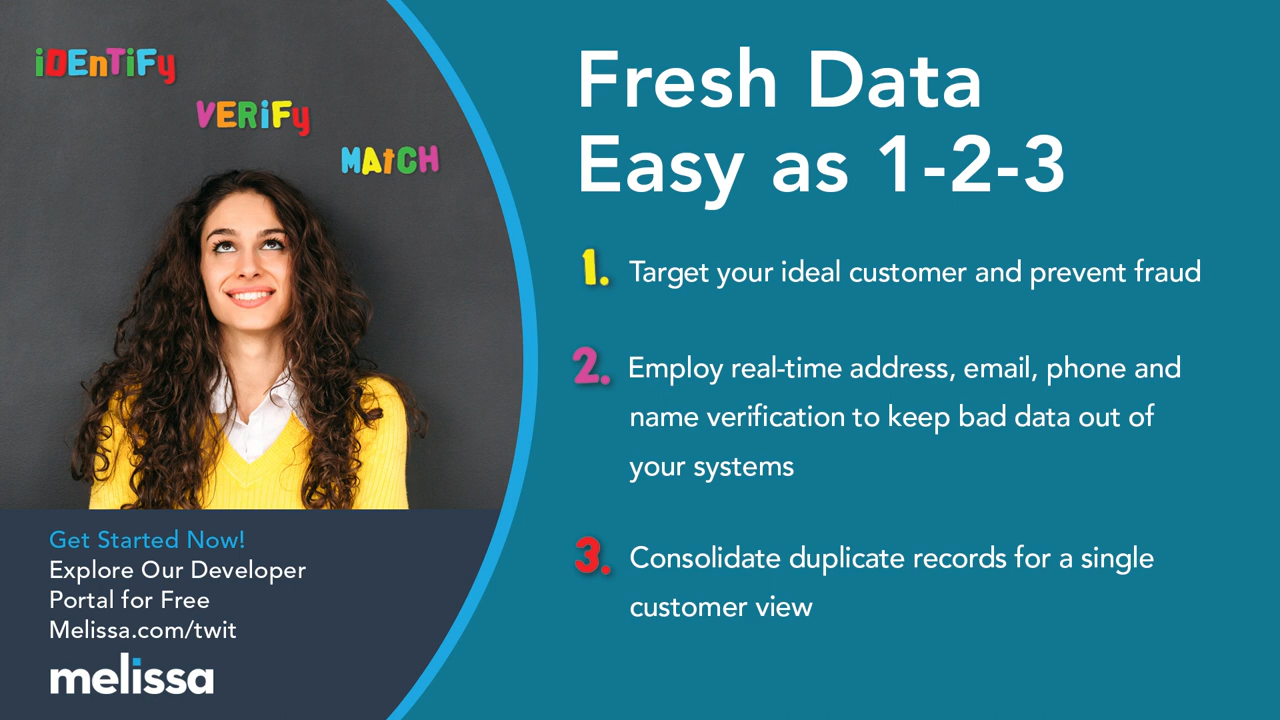 iDEnTiFy
VERiFy
MAtCH
Fresh Data
Easy as 1-2-3
1. Target your ideal customer and prevent fraud
2. Employ real-time address, email, phone and
name verification to keep bad data out of
your systems
3. Consolidate duplicate records for a single
customer view
Get Started Now!
Explore Our Developer
Portal for Free
Melissa.com/twit
melissa